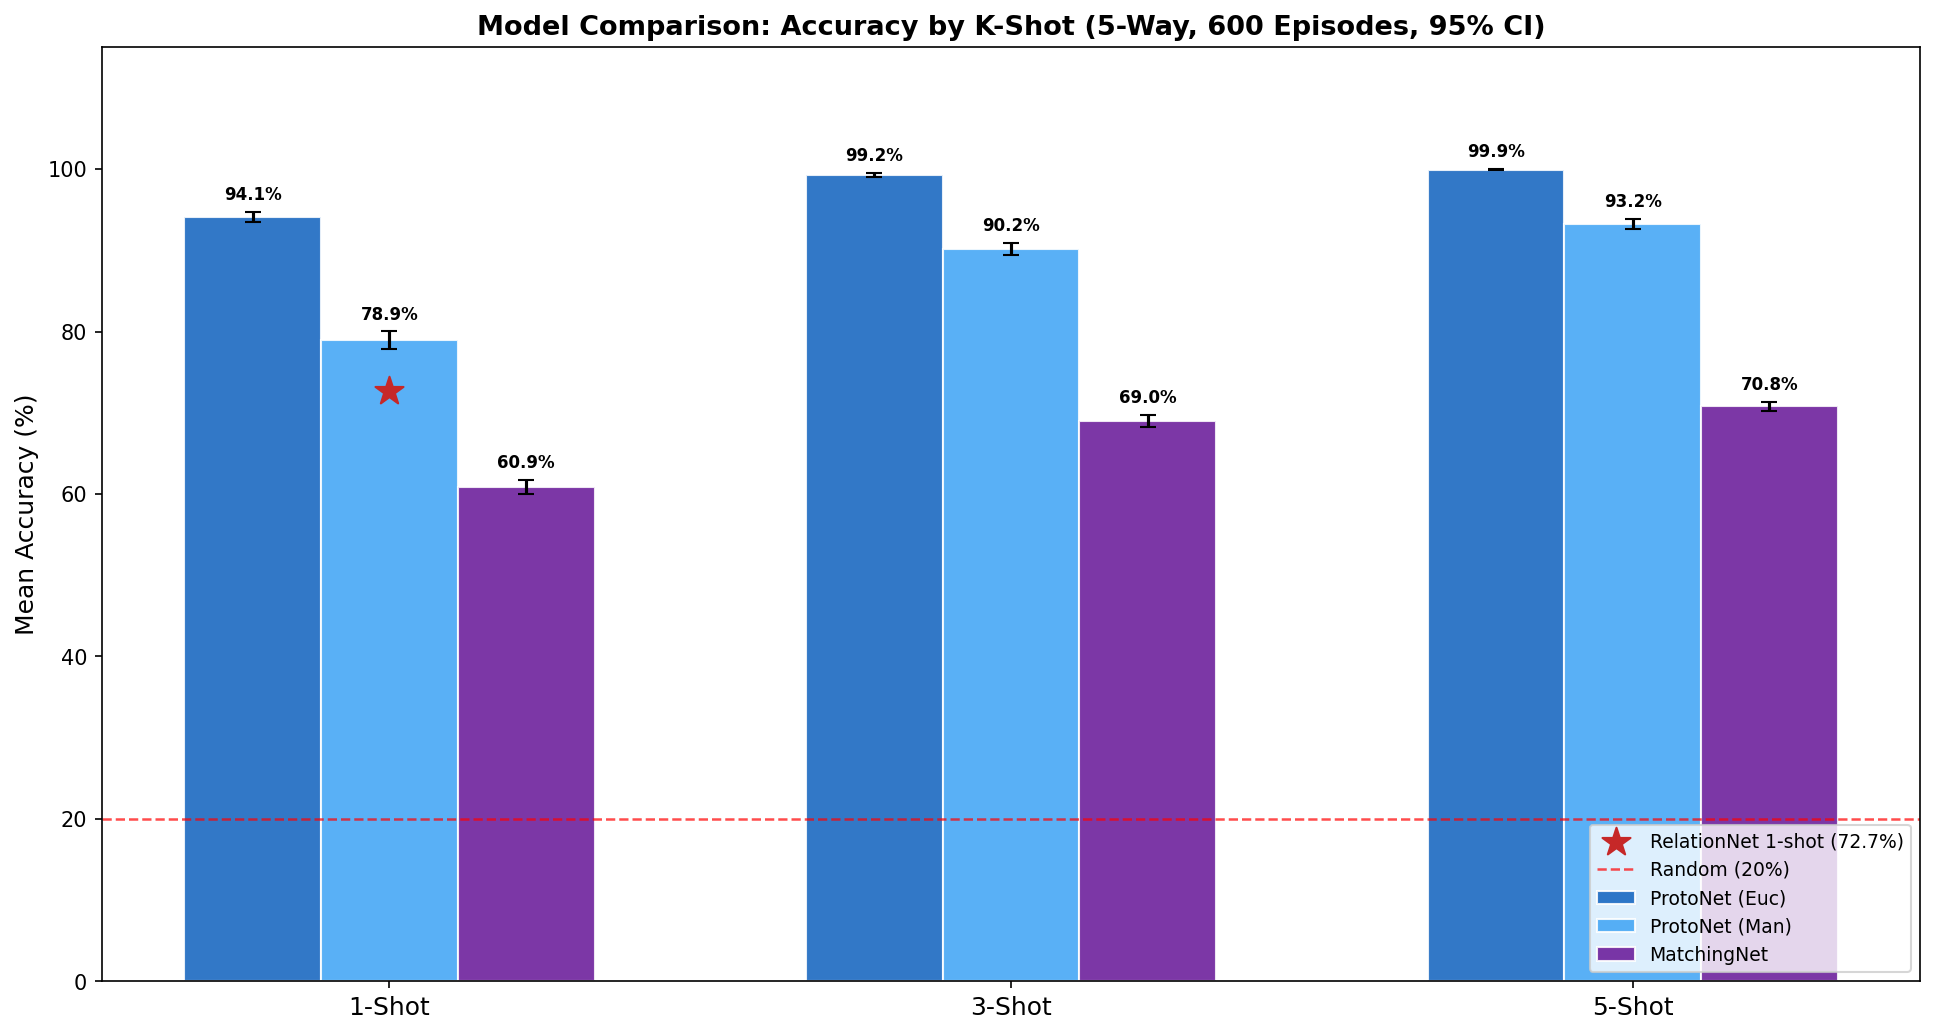 Model Comparison: Accuracy by K-Shot (5-Way, 600 Episodes, 95% CI)
Mean Accuracy (%)
100
80
60
40
20
0
94.1%
78.9%
60.9%
99.2%
90.2%
69.0%
99.9%
93.2%
70.8%
RelationNet 1-shot (72.7%)
Random (20%)
ProtoNet (Euc)
ProtoNet (Man)
MatchingNet
1-Shot
3-Shot
5-Shot